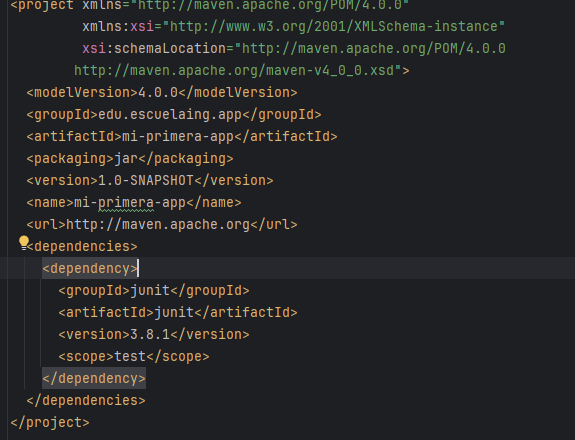 <project xmlns="http://maven.apache.org/POM/4.0.0"
xmlns:xsi="http://www.w3.org/2001/XMLSchema-instance"
xsi:schemaLocation="http://maven.apache.org/POM/4.0.0
http://maven.apache.org/maven-v4_0_0.xsd">
<modelVersion>4.0.0</modelVersion>
<groupId>edu.escuelaing.app</groupId>
<artifactId>mi-primera-app</artifactId>
<packaging>jar</packaging>
<version>1.0-SNAPSHOT</version>
<name>mi-primera-app</name>
<url>http://maven.apache.org</url>
<dependencies>
<dependency>
<groupId>junit</groupId>
<artifactId>junit</artifactId>
<version>3.8.1</version>
<scope>test</scope>
</dependency>
</dependencies>
</project>